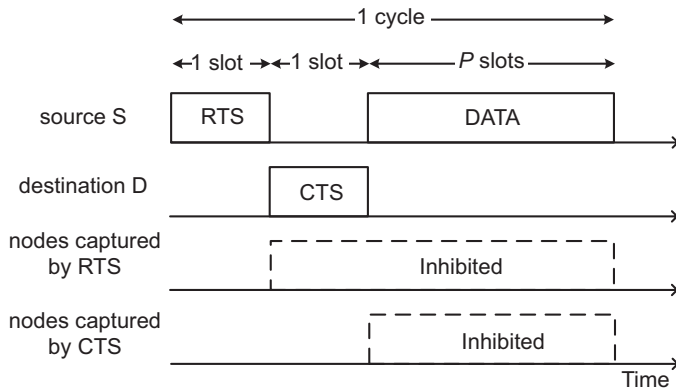 1 cycle
1 slot 1 slot P slots
source S RTS DATA
destination D CTS
nodes captured
by RTS
Inhibited
nodes captured
by CTS
Inhibited
Time